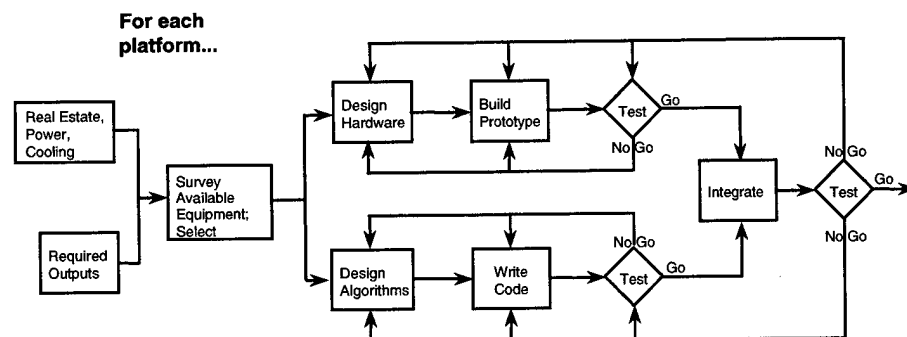 For each
platform...
Real Estate,
Power,
Cooling
Required
Outputs
Survey
Available
Equipment;
Select
Design
Hardware
Build
Prototype
Test
Go
No Go
Design
Algorithms
Write
Code
No Go
Test
Go
Integrate
No Go
Test
Go
No Go